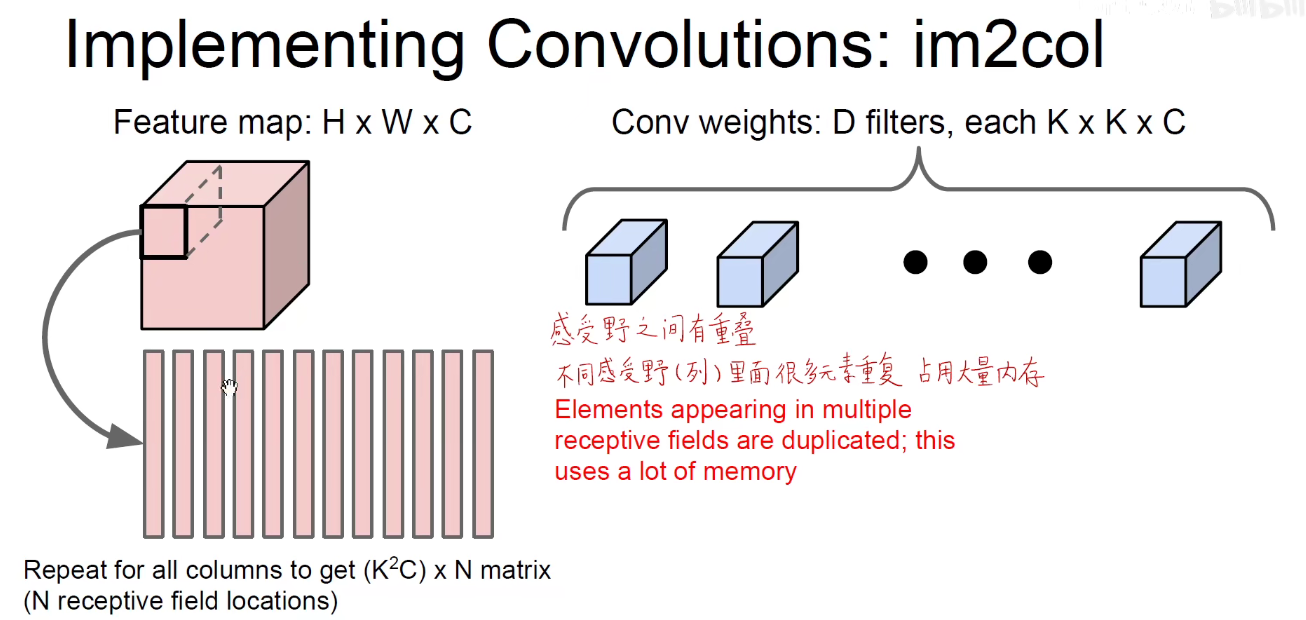 Implementing Convolutions: im2col
Feature map: H x W x C
Conv weights: D filters, each K x K x C
感受野之间有重叠
不同感受野(列)里面很多元素重复 占用大量内存
Elements appearing in multiple
receptive fields are duplicated; this
uses a lot of memory
Repeat for all columns to get (K²C) x N matrix
(N receptive field locations)